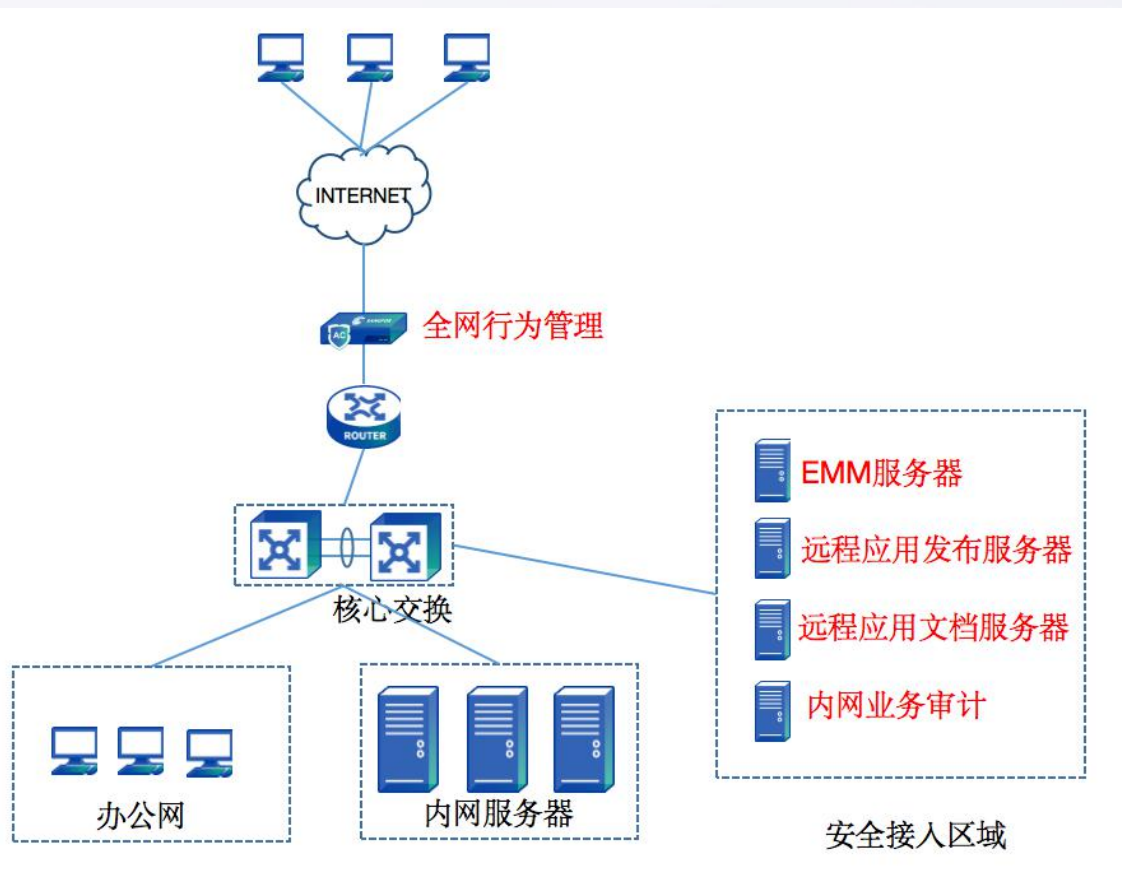 INTERNET
AC
SANGFOR
全网行为管理
ROUTER
核心交换
EMM服务器
远程应用发布服务器
远程应用文档服务器
内网业务审计
办公网
内网服务器
安全接入区域